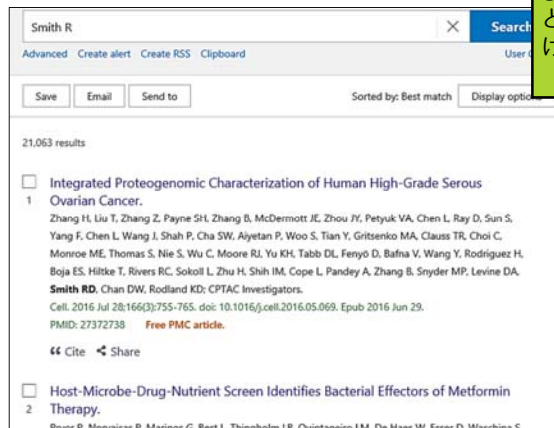 Smith R
Search
Advanced Create alert Create RSS Clipboard
User
Save Email Send to Sorted by: Best match Display options
21,063 results
1 Integrated Proteogenomic Characterization of Human High-Grade Serous
Ovarian Cancer.
Zhang H, Liu T, Zhang Z, Payne SH, Zhang B, McDermott JE, Zhou JY, Petyuk VA, Chen L, Ray D, Sun S,
Yang F, Chen L, Wang J, Shah P, Cha SW, Aiyetan P, Woo S, Tian Y, Gritsenko MA, Clauss TR, Choi C,
Monroe ME, Thomas S, Nie S, Wu C, Moore RJ, Yu KH, Tabb DL, Fenyö D, Bafna V, Wang Y, Rodriguez H,
Boja ES, Hiltke T, Rivers RC, Sokoll L, Zhu H, Shih IM, Cope L, Pandey A, Zhang B, Snyder MP, Levine DA,
Smith RD, Chan DW, Rodland KD; CPTAC Investigators.
Cell. 2016 Jul 28;166(3):755-765. doi: 10.1016/j.cell.2016.05.069. Epub 2016 Jun 29.
PMID: 27372738 Free PMC article.
Cite Share
2 Host-Microbe-Drug-Nutrient Screen Identifies Bacterial Effectors of Metformin
Therapy.